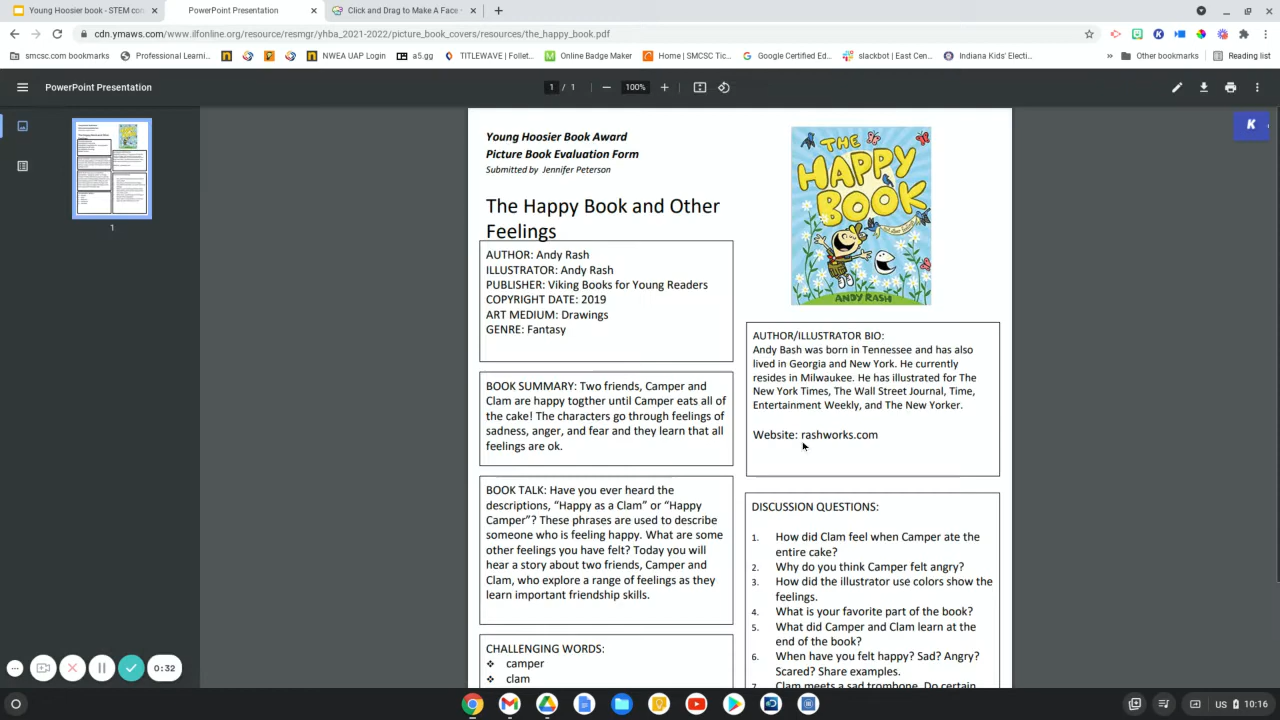 Young Hoosier book - STEM con
PowerPoint Presentation
Click and Drag to Make A Face -
cdn.ymaws.com/www.ilfonline.org/resource/resmgr/yhba_2021-2022/picture_book_covers/resources/the_happy_book.pdf
smcsc.com bookmarks
Professional Learni...
NWEA UAP Login
a5.gg
TITLEWAVE | Follet...
Online Badge Maker
Home | SMCSC Tic...
Google Certified Ed...
slackbot | East Cen...
Indiana Kids' Electi...
Other bookmarks
Reading list
PowerPoint Presentation
1 / 1
100%
K
1
Young Hoosier Book Award
Picture Book Evaluation Form
Submitted by Jennifer Peterson
The Happy Book and Other
Feelings
AUTHOR: Andy Rash
ILLUSTRATOR: Andy Rash
PUBLISHER: Viking Books for Young Readers
COPYRIGHT DATE: 2019
ART MEDIUM: Drawings
GENRE: Fantasy
BOOK SUMMARY: Two friends, Camper and
Clam are happy togther until Camper eats all of
the cake! The characters go through feelings of
sadness, anger, and fear and they learn that all
feelings are ok.
BOOK TALK: Have you ever heard the
descriptions, “Happy as a Clam” or “Happy
Camper”? These phrases are used to describe
someone who is feeling happy. What are some
other feelings you have felt? Today you will
hear a story about two friends, Camper and
Clam, who explore a range of feelings as they
learn important friendship skills.
CHALLENGING WORDS:
❖ camper
❖ clam
THE
HAPPY
BOOK
ANDY RASH
AUTHOR/ILLUSTRATOR BIO:
Andy Bash was born in Tennessee and has also
lived in Georgia and New York. He currently
resides in Milwaukee. He has illustrated for The
New York Times, The Wall Street Journal, Time,
Entertainment Weekly, and The New Yorker.
Website: rashworks.com
DISCUSSION QUESTIONS:
1. How did Clam feel when Camper ate the
entire cake?
2. Why do you think Camper felt angry?
3. How did the illustrator use colors show the
feelings.
4. What is your favorite part of the book?
5. What did Camper and Clam learn at the
end of the book?
6. When have you felt happy? Sad? Angry?
Scared? Share examples.
7. Clam meets a sad trombone. Do certain
0:32
US
10:16